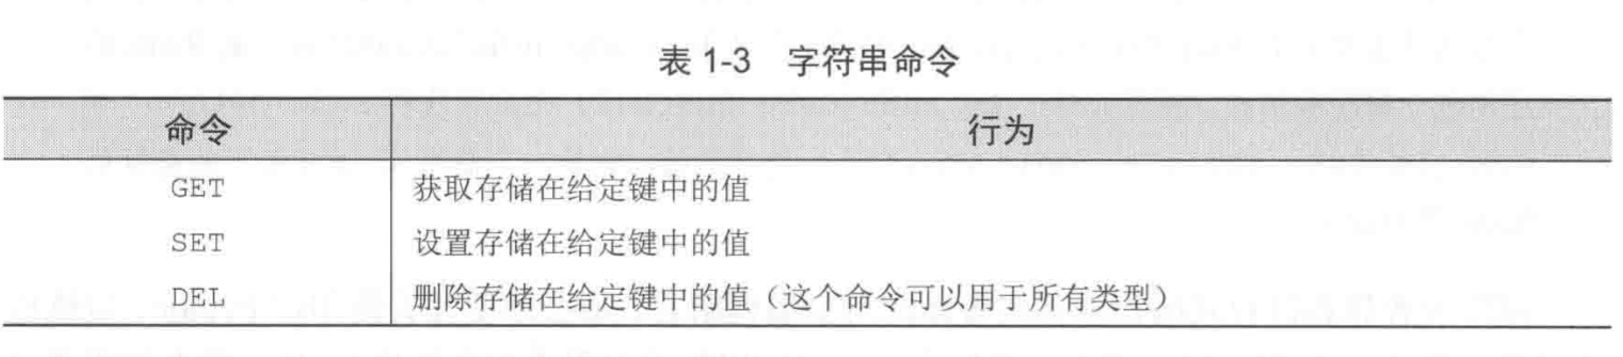 表 1-3 字符串命令
命令 行为
GET 获取存储在给定键中的值
SET 设置存储在给定键中的值
DEL 删除存储在给定键中的值（这个命令可以用于所有类型）